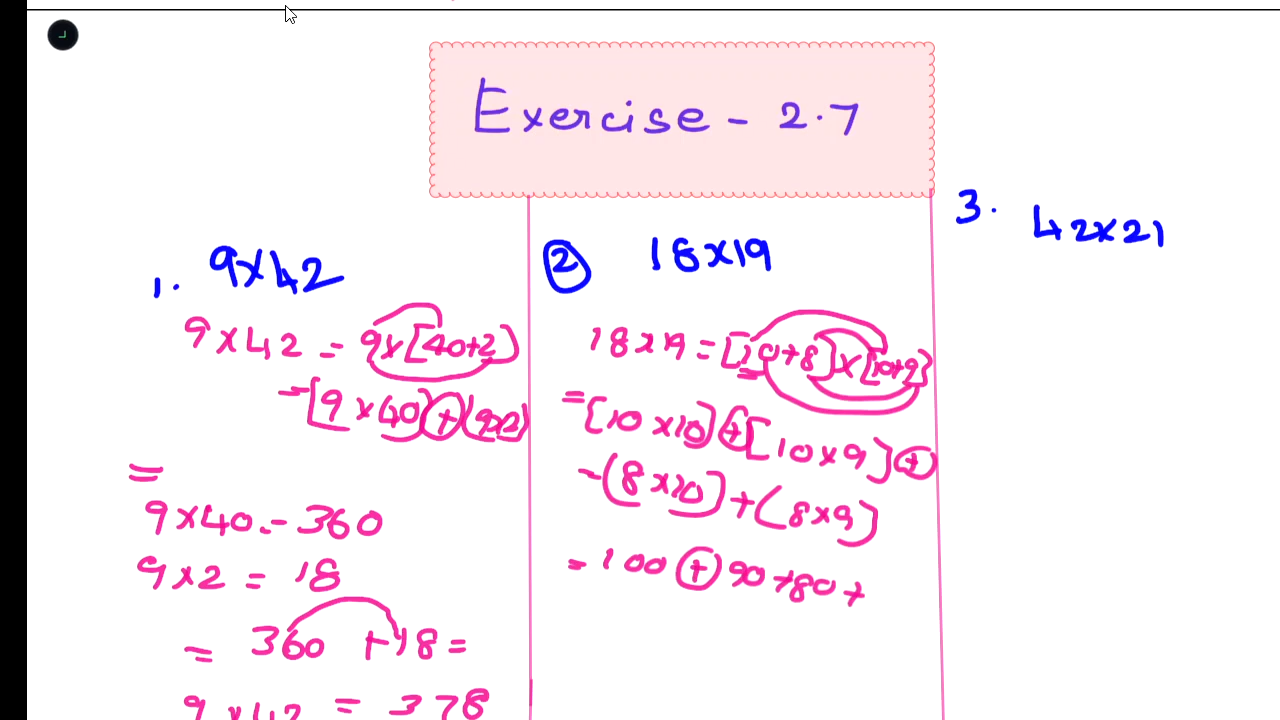 Exercise - 2.7
1. 9x42
9x42 = 9x[40+2]
=[9x40]+(9x2)
=
9x40 = 360
9x2 = 18
= 360 +18 =
9x42 = 378
2 18x19
18x19=[10+8]x[10+9]
=[10x10]+[10x9]+
-(8x10]+(8x9]
= 100 + 90+80+
3. 42x21